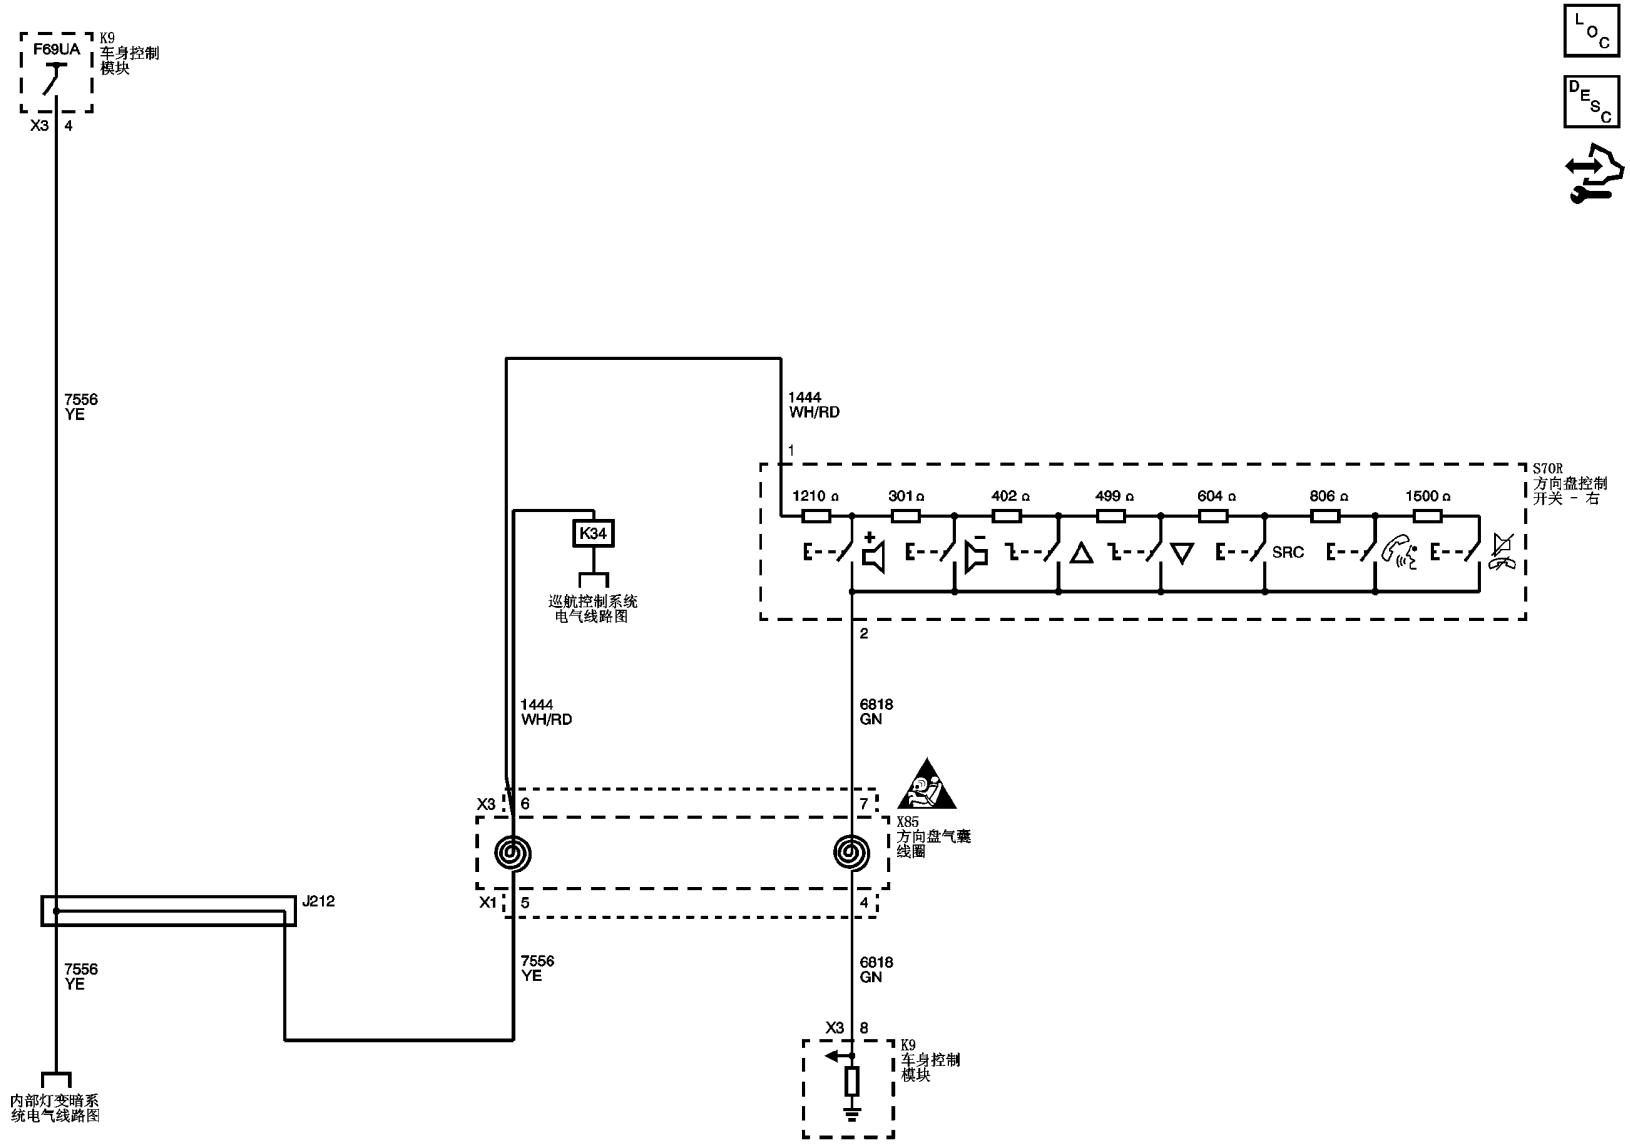 LOC
DESC
F69UA
K9
车身控制
模块
X3 4
7556
YE
1444
WH/RD
1
S70R
方向盘控制
开关 - 右
1210 Ω 301 Ω 402 Ω 499 Ω 604 Ω 806 Ω 1500 Ω
+ −
SRC
K34
巡航控制系统
电气线路图
2
1444
WH/RD
6818
GN
X3 6 7
X85
方向盘气囊
线圈
X1 5 4
J212
7556
YE
7556
YE
6818
GN
X3 8
K9
车身控制
模块
内部灯变暗系
统电气线路图